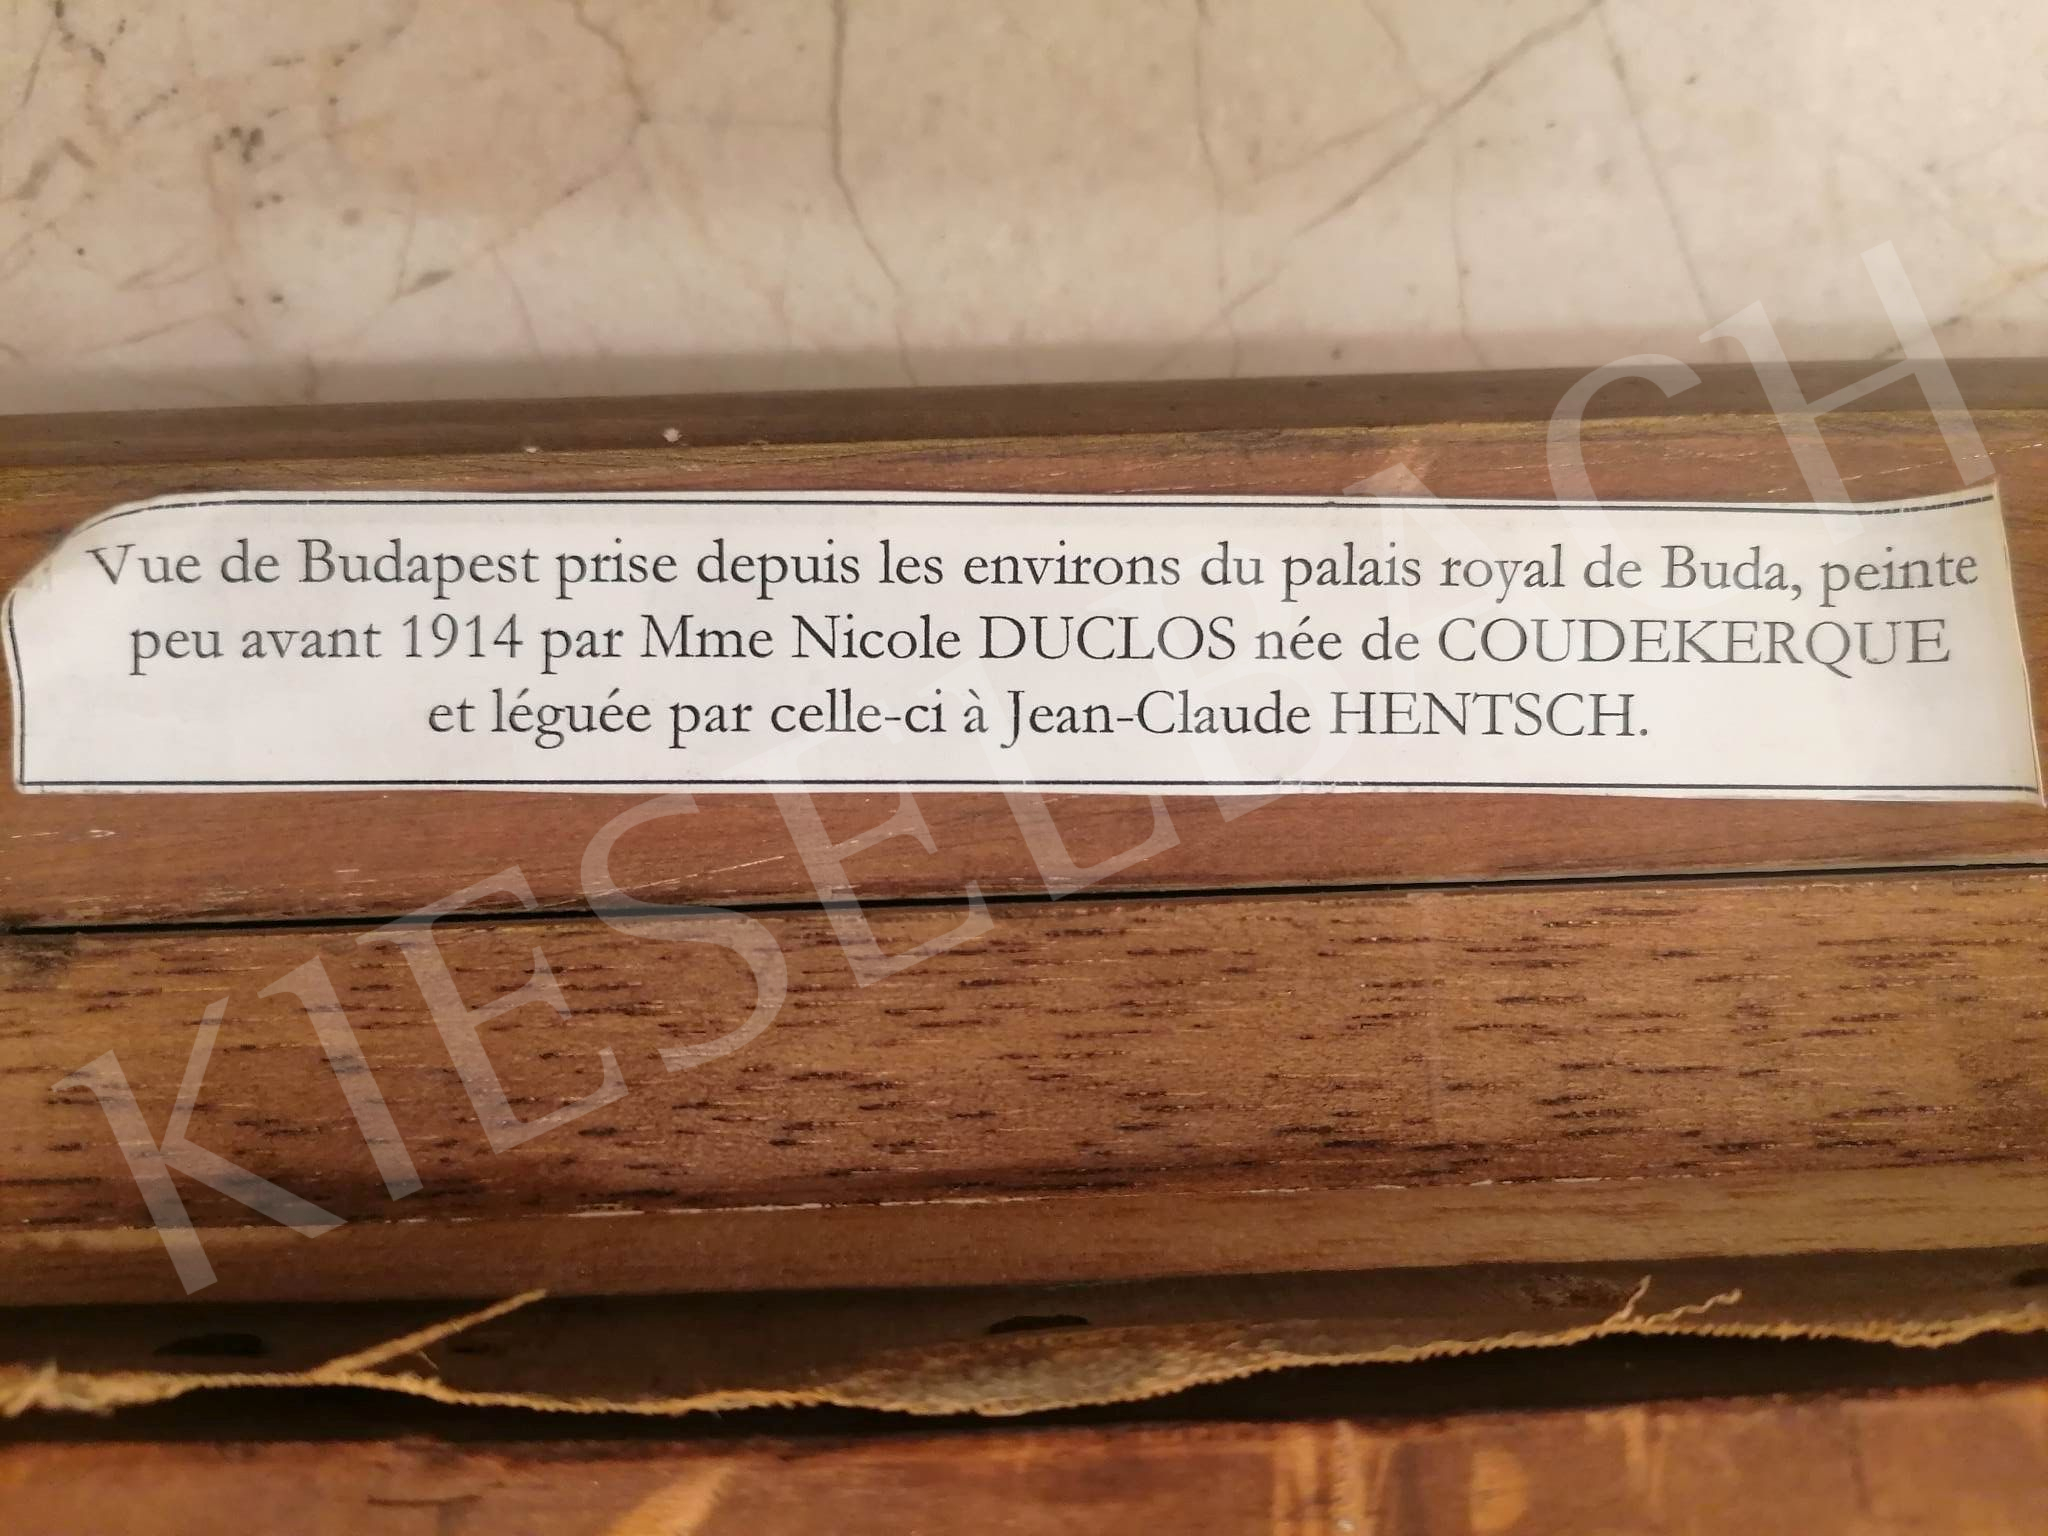 Vue de Budapest prise depuis les environs du palais royal de Buda, peinte
peu avant 1914 par Mme Nicole DUCLOS née de COUDEKERQUE
et léguée par celle-ci à Jean-Claude HENTSCH.
KIESELBACH